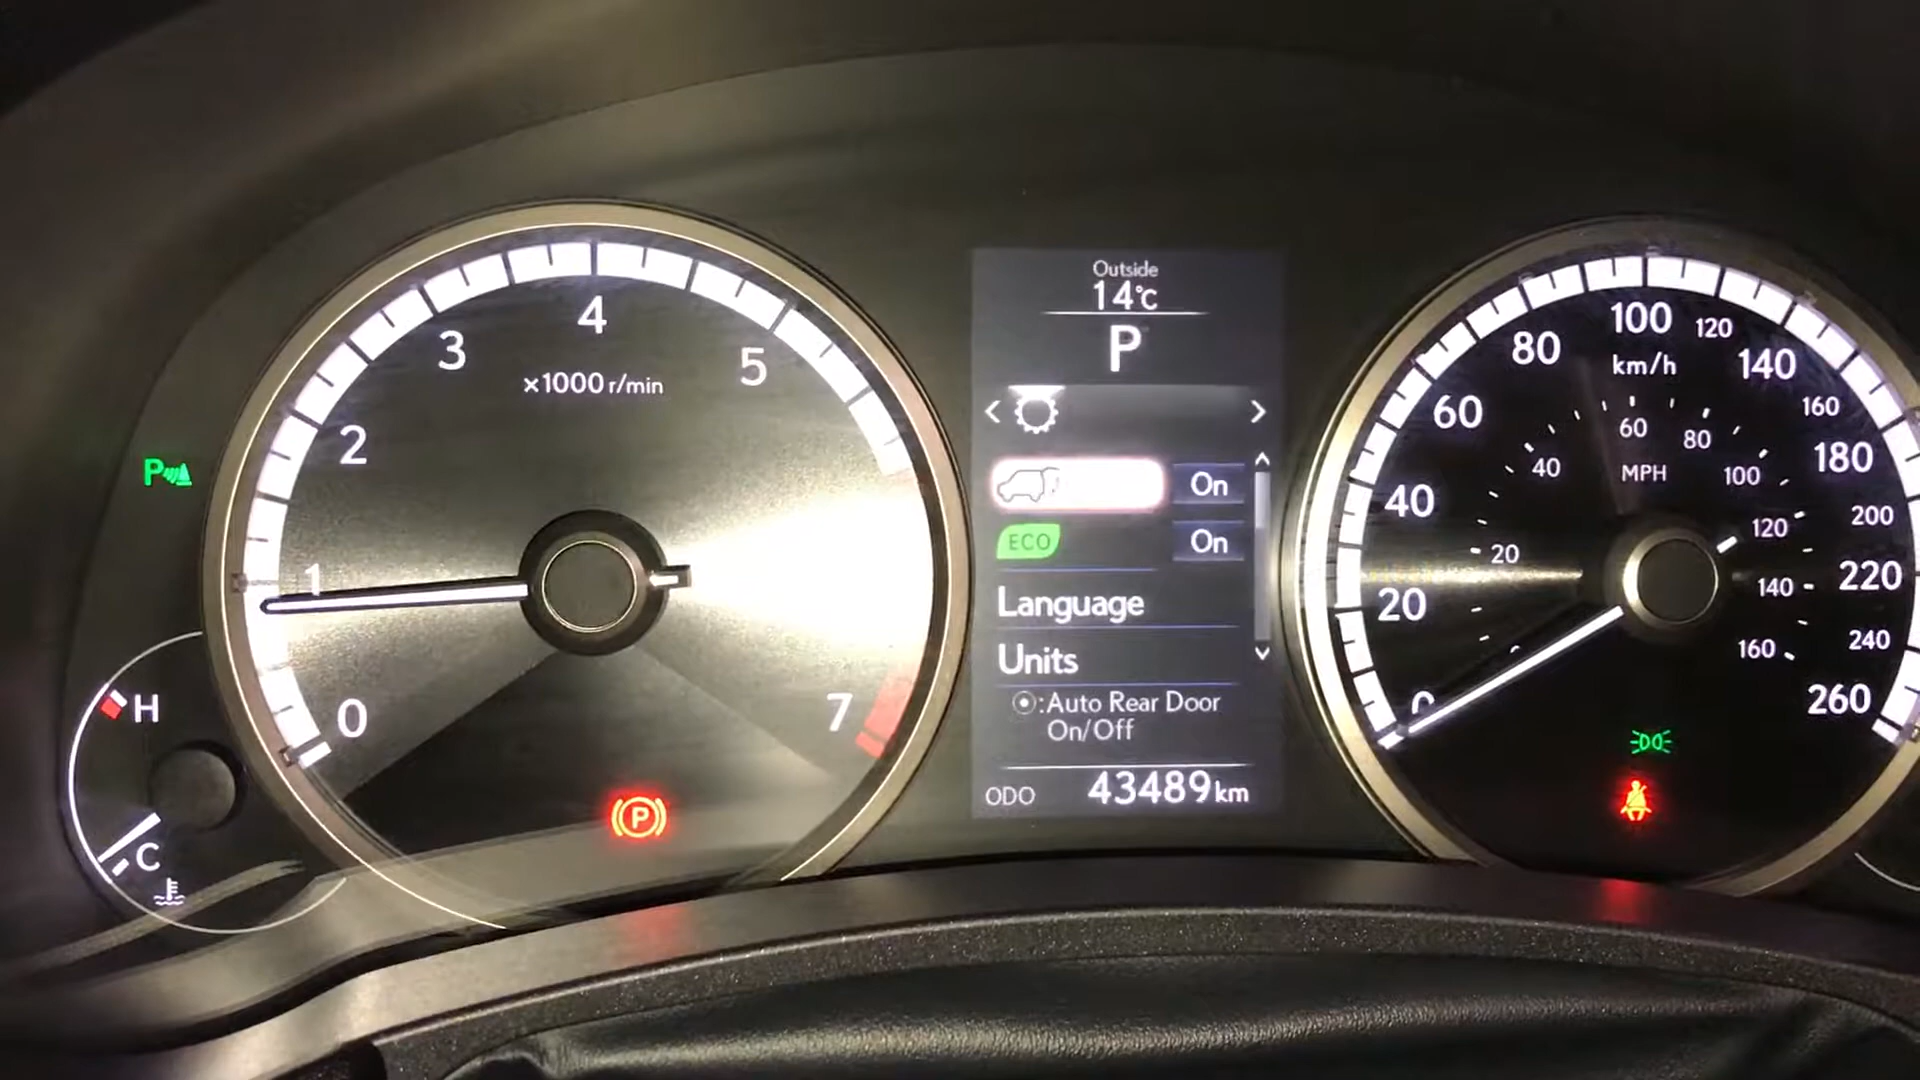 Outside
14°C
P
On
ECO On
Language
Units
:Auto Rear Door
On/Off
ODO 43489km
0
1
2
3
4
5
7
×1000 r/min
P
H
C
P
0
20
40
60
80
100
120
140
160
180
200
220
240
260
km/h
20
40
60
80
100
120
140
160
MPH